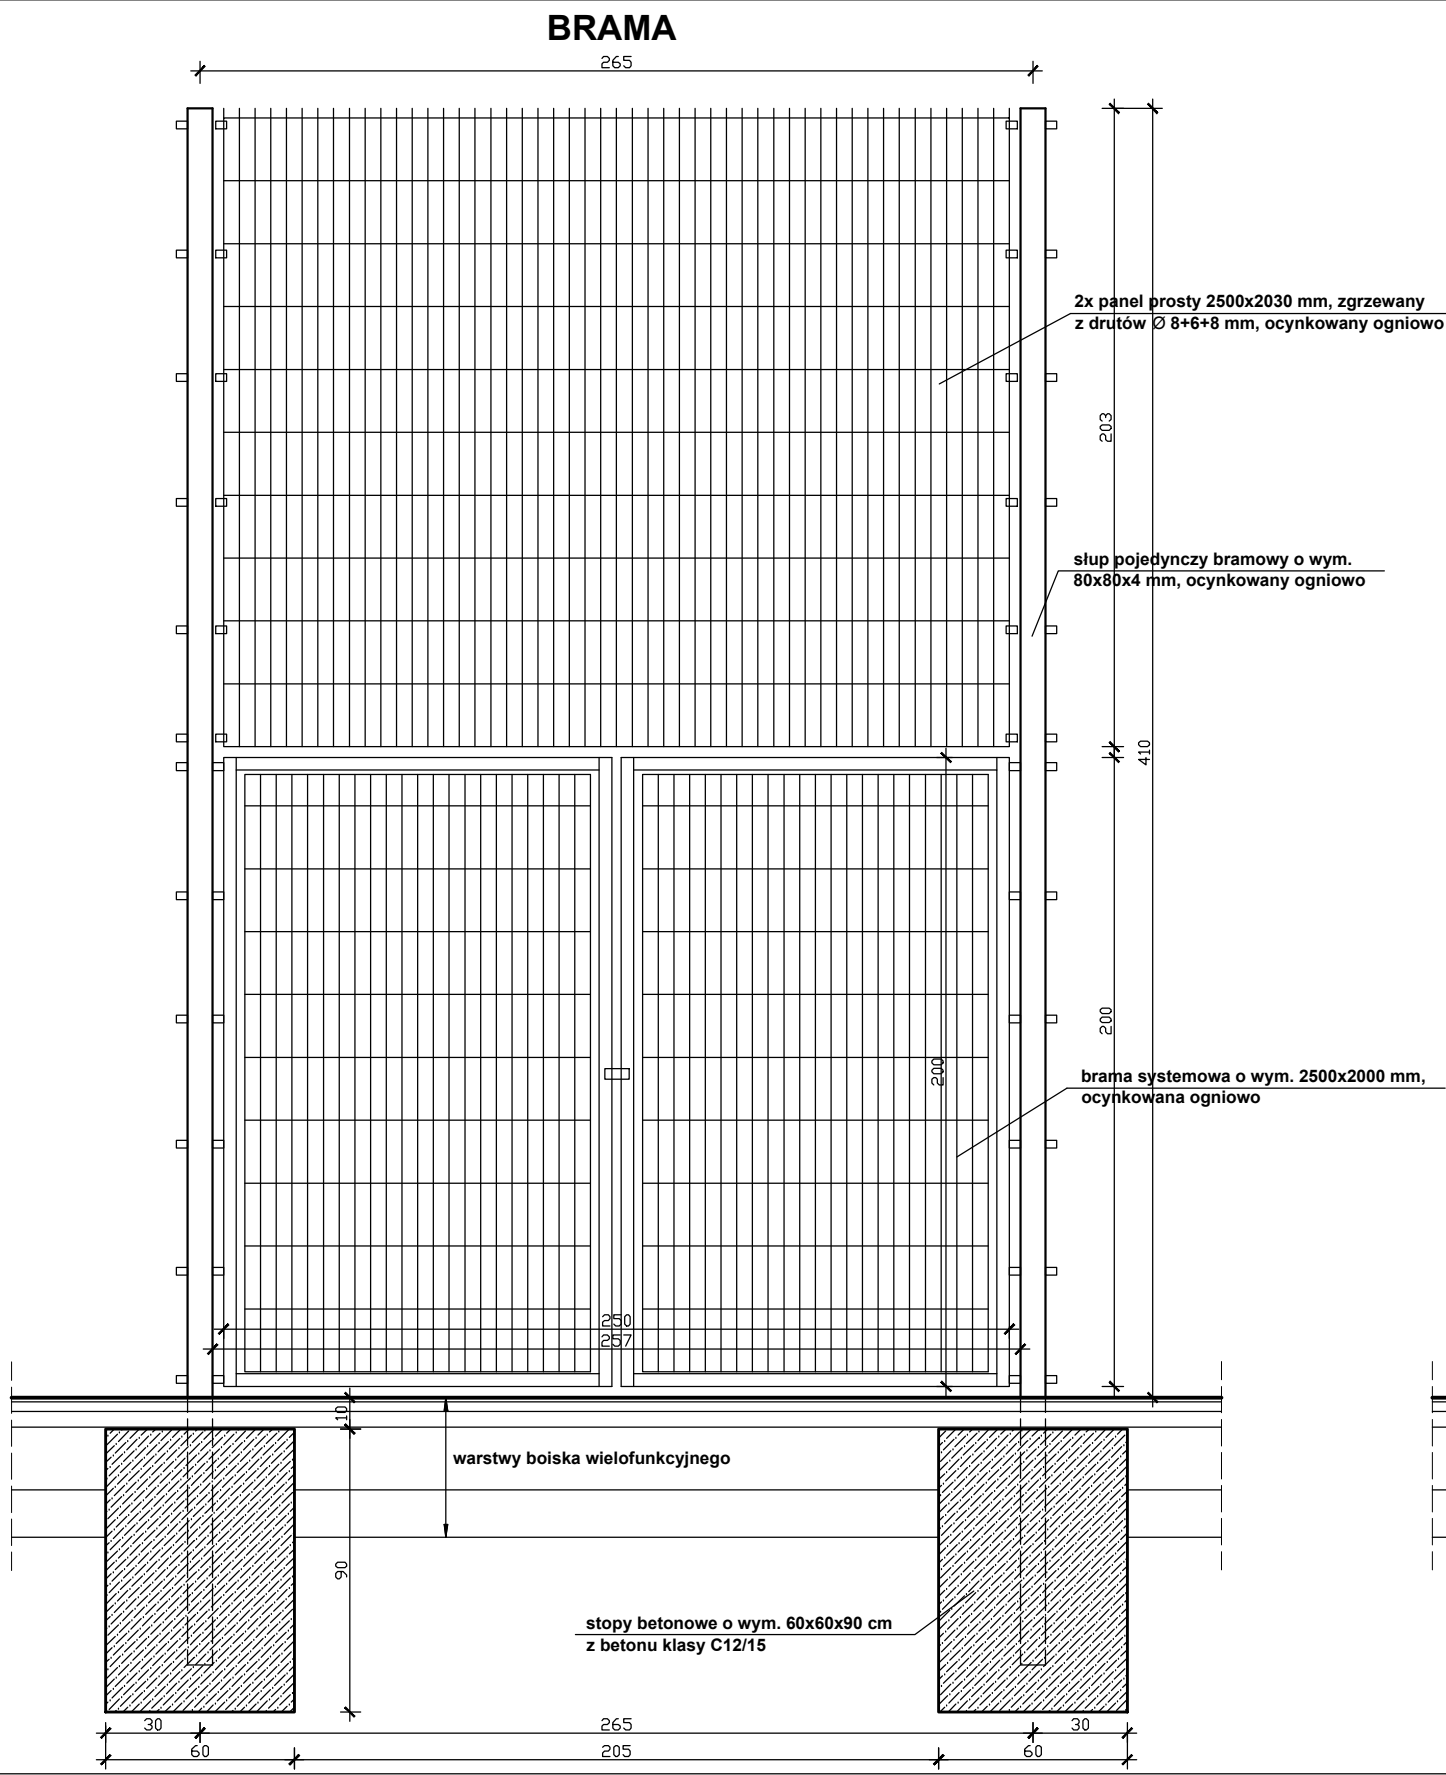 BRAMA
265
2x panel prosty 2500x2030 mm, zgrzewany
z drutów Ø 8+6+8 mm, ocynkowany ogniowo
203
słup pojedynczy bramowy o wym.
80x80x4 mm, ocynkowany ogniowo
410
200
200
brama systemowa o wym. 2500x2000 mm,
ocynkowana ogniowo
250
257
10
warstwy boiska wielofunkcyjnego
90
stopy betonowe o wym. 60x60x90 cm
z betonu klasy C12/15
30 265 30
60 205 60